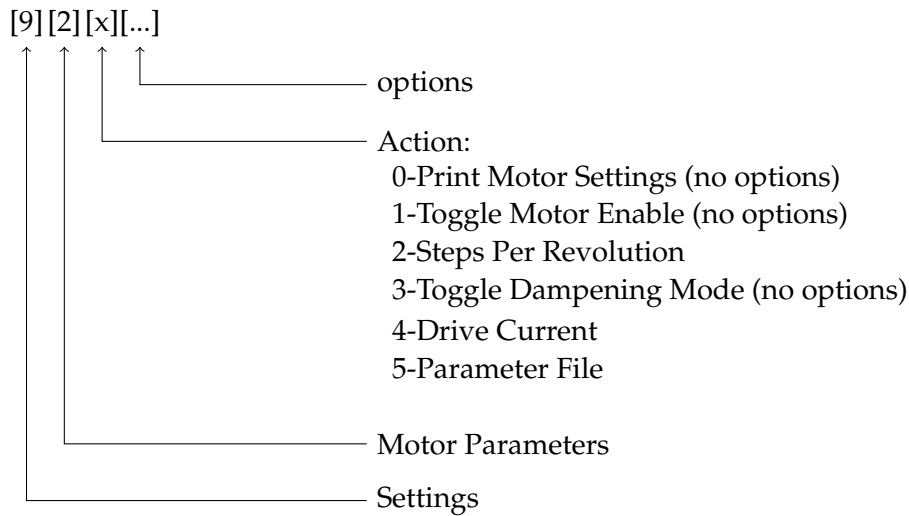 [9][2][x][...]
options
Action:
0-Print Motor Settings (no options)
1-Toggle Motor Enable (no options)
2-Steps Per Revolution
3-Toggle Dampening Mode (no options)
4-Drive Current
5-Parameter File
Motor Parameters
Settings